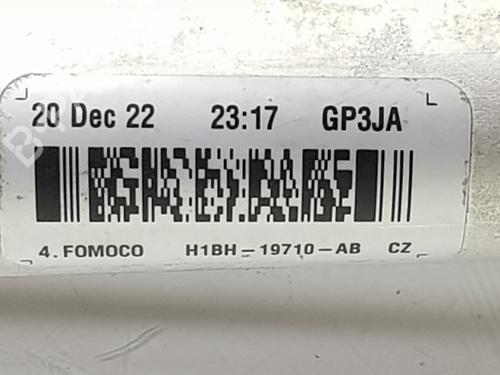 20 Dec 22 23:17 GP3JA
4. FOMOCO H1BH-19710-AB CZ